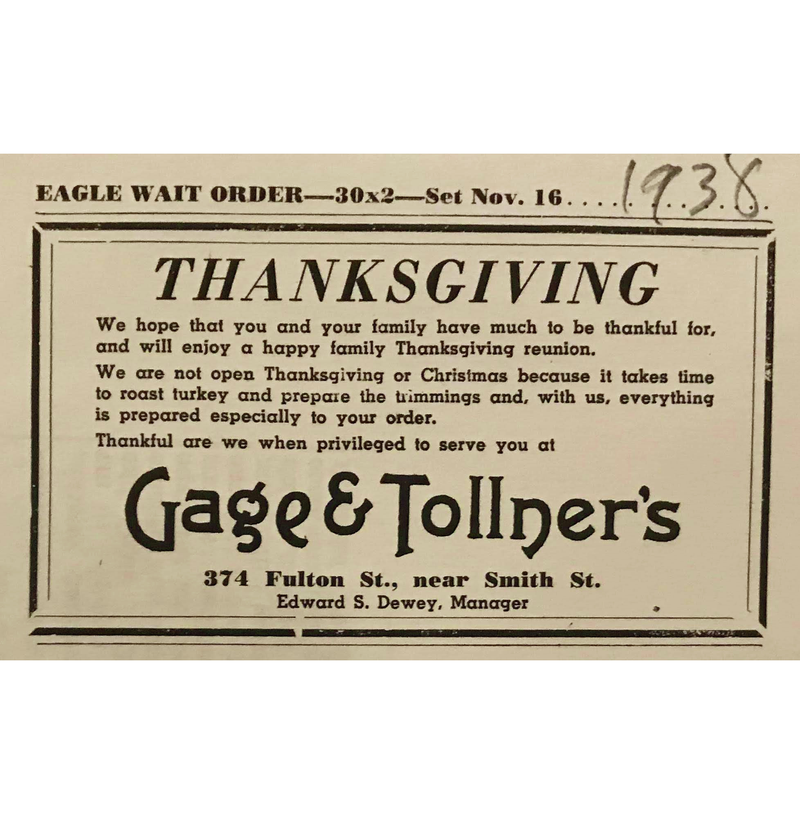 EAGLE WAIT ORDER—30x2—Set Nov. 16..... 1938
THANKSGIVING
We hope that you and your family have much to be thankful for,
and will enjoy a happy family Thanksgiving reunion.
We are not open Thanksgiving or Christmas because it takes time
to roast turkey and prepare the trimmings and, with us, everything
is prepared especially to your order.
Thankful are we when privileged to serve you at
Gage & Tollner's
374 Fulton St., near Smith St.
Edward S. Dewey, Manager